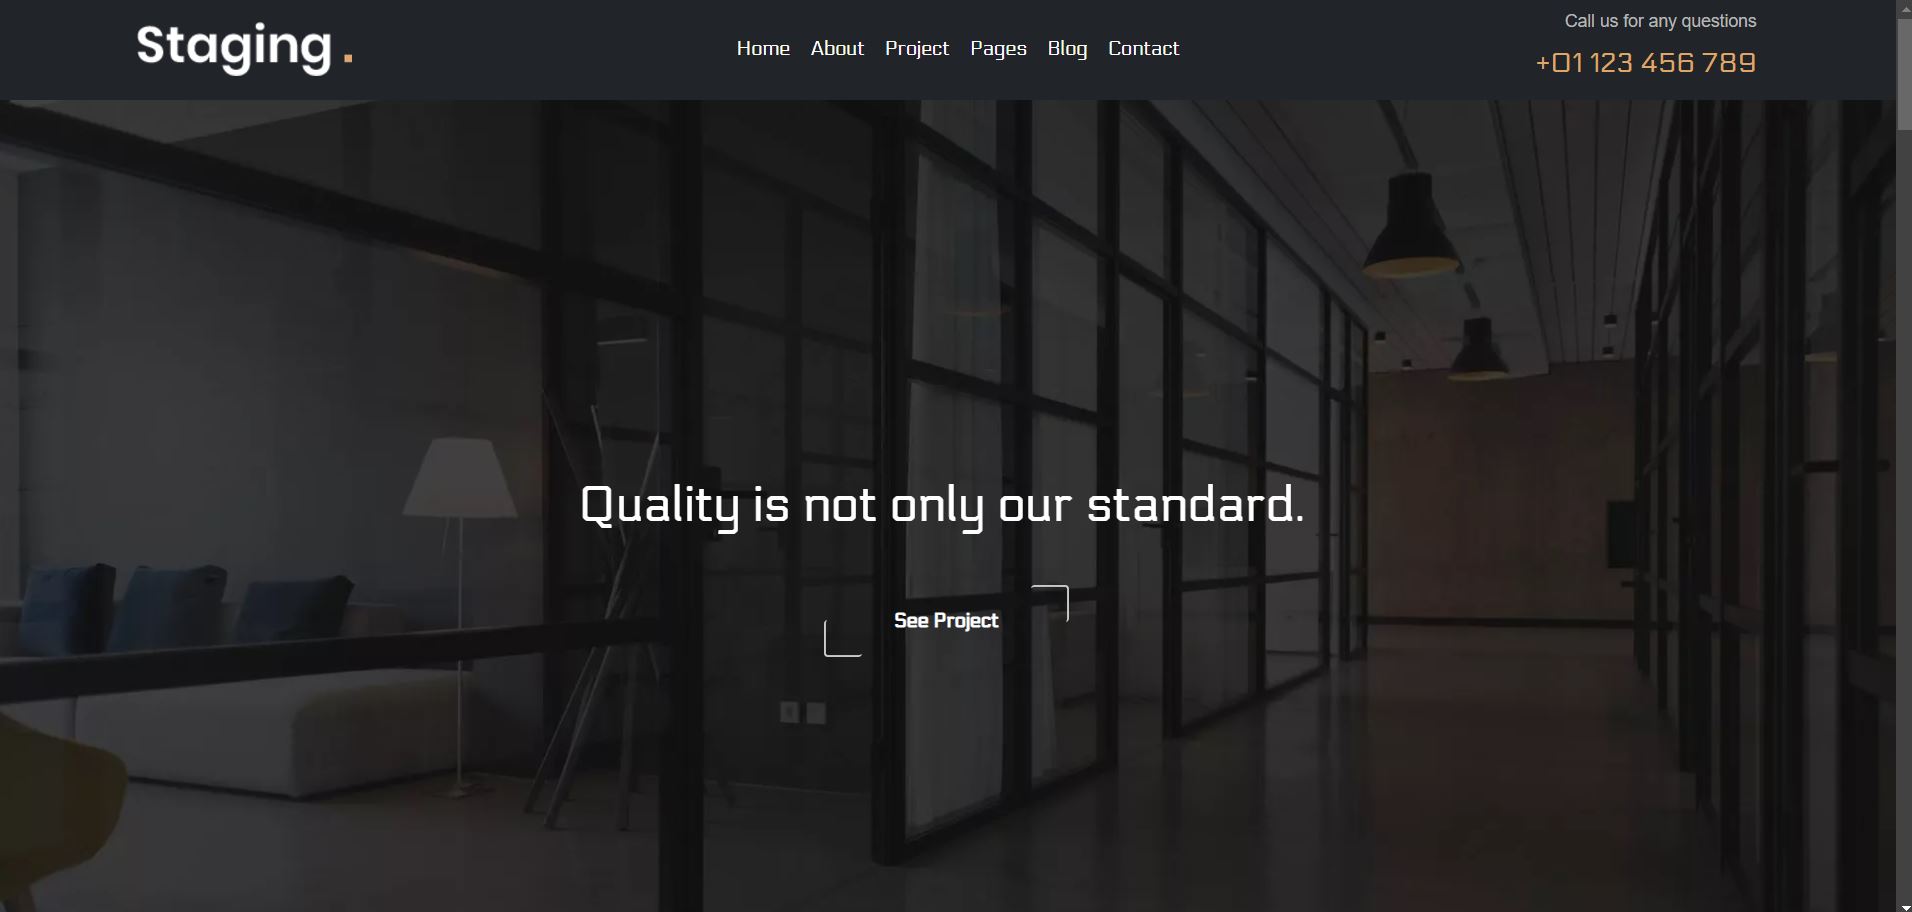 Staging .
Home About Project Pages Blog Contact
Call us for any questions
+01 123 456 789
Quality is not only our standard.
See Project